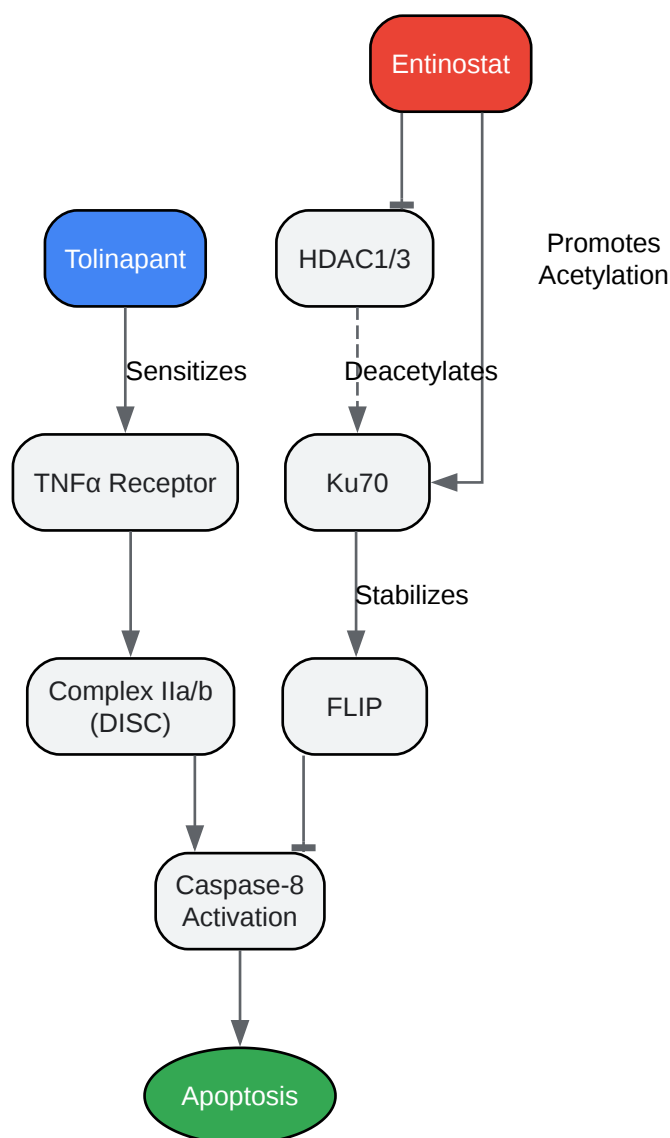 Entinostat
Tolinapant
HDAC1/3
Promotes
Acetylation
Sensitizes
Deacetylates
TNFα Receptor
Ku70
Stabilizes
Complex IIa/b
(DISC)
FLIP
Caspase-8
Activation
Apoptosis